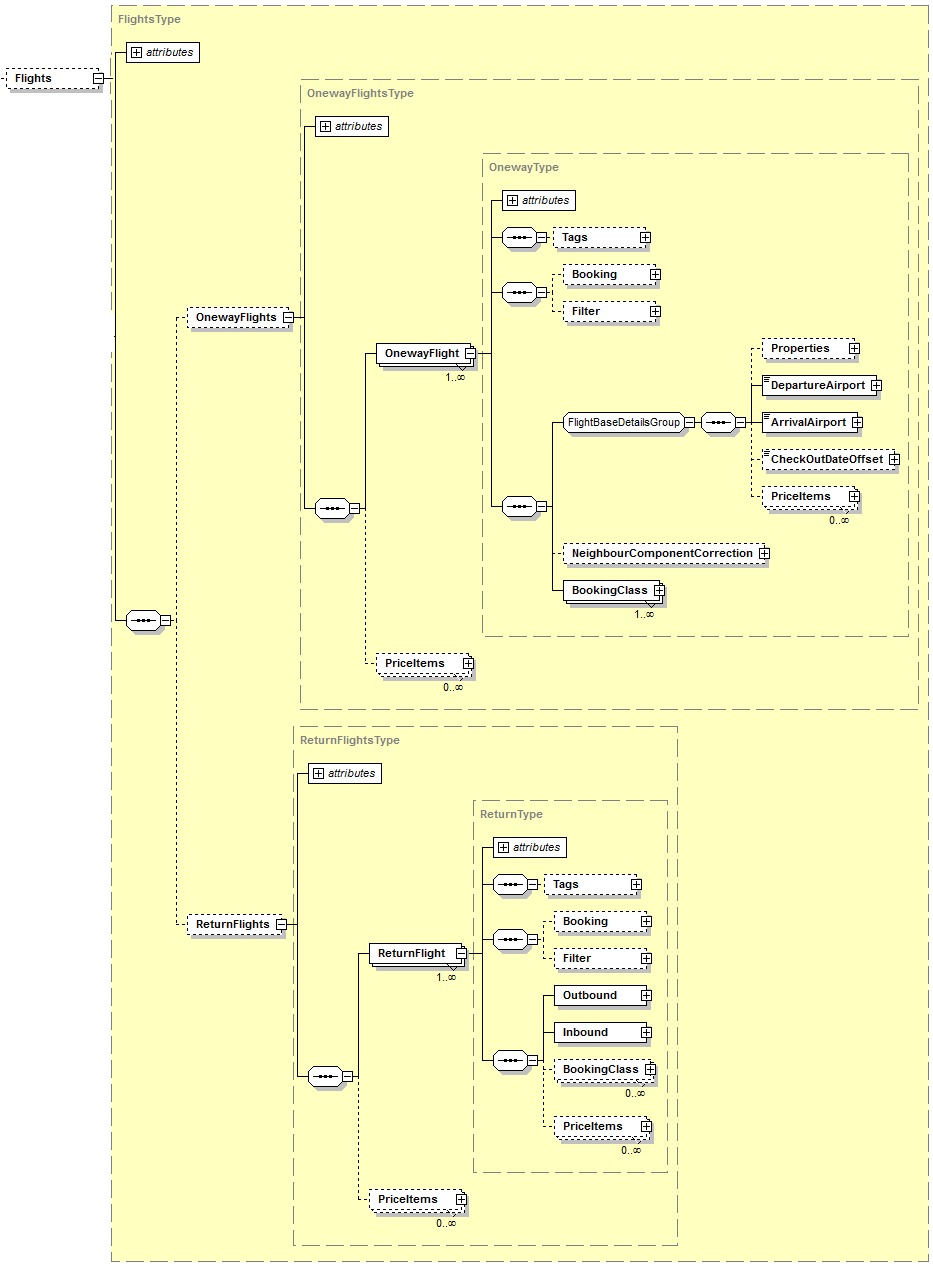 FlightsType
attributes
Flights
OnewayFlightsType
attributes
OnewayType
attributes
Tags
Booking
Filter
OnewayFlights
OnewayFlight
1..∞
Properties
DepartureAirport
FlightBaseDetailsGroup
ArrivalAirport
CheckOutDateOffset
PriceItems
0..∞
NeighbourComponentCorrection
BookingClass
1..∞
PriceItems
0..∞
ReturnFlightsType
attributes
ReturnType
attributes
Tags
Booking
Filter
ReturnFlights
ReturnFlight
1..∞
Outbound
Inbound
BookingClass
0..∞
PriceItems
0..∞
PriceItems
0..∞